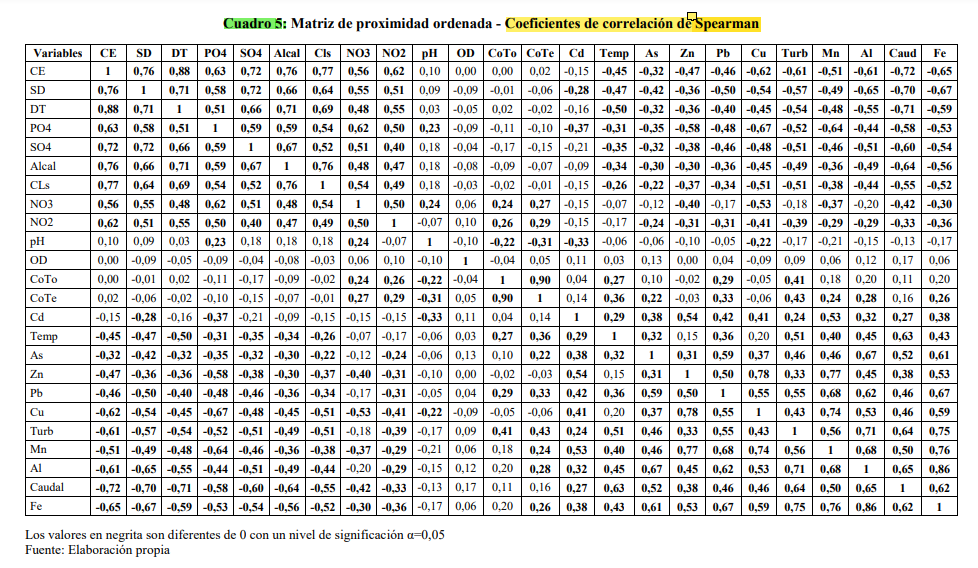 Cuadro 5: Matriz de proximidad ordenada - Coeficientes de correlación de Spearman
Variables CE SD DT PO4 SO4 Alcal Cls NO3 NO2 pH OD CoTo CoTe Cd Temp As Zn Pb Cu Turb Mn Al Caud Fe
CE 1 0,76 0,88 0,63 0,72 0,76 0,77 0,56 0,62 0,10 0,00 0,00 0,02 -0,15 -0,45 -0,32 -0,47 -0,46 -0,62 -0,61 -0,51 -0,61 -0,72 -0,65
SD 0,76 1 0,71 0,58 0,72 0,66 0,64 0,55 0,51 0,09 -0,09 -0,01 -0,06 -0,28 -0,47 -0,42 -0,36 -0,50 -0,54 -0,57 -0,49 -0,65 -0,70 -0,67
DT 0,88 0,71 1 0,51 0,66 0,71 0,69 0,48 0,55 0,03 -0,05 0,02 -0,02 -0,16 -0,50 -0,32 -0,36 -0,40 -0,45 -0,54 -0,48 -0,55 -0,71 -0,59
PO4 0,63 0,58 0,51 1 0,59 0,59 0,54 0,62 0,50 0,23 -0,09 -0,11 -0,10 -0,37 -0,31 -0,35 -0,58 -0,48 -0,67 -0,52 -0,64 -0,44 -0,58 -0,53
SO4 0,72 0,72 0,66 0,59 1 0,67 0,52 0,51 0,40 0,18 -0,04 -0,17 -0,15 -0,21 -0,35 -0,32 -0,38 -0,46 -0,48 -0,51 -0,46 -0,51 -0,60 -0,54
Alcal 0,76 0,66 0,71 0,59 0,67 1 0,76 0,48 0,47 0,18 -0,08 -0,09 -0,07 -0,09 -0,34 -0,30 -0,30 -0,36 -0,45 -0,49 -0,36 -0,49 -0,64 -0,56
CLs 0,77 0,64 0,69 0,54 0,52 0,76 1 0,54 0,49 0,18 -0,03 -0,02 -0,01 -0,15 -0,26 -0,22 -0,37 -0,34 -0,51 -0,51 -0,38 -0,44 -0,55 -0,52
NO3 0,56 0,55 0,48 0,62 0,51 0,48 0,54 1 0,50 0,24 0,06 0,24 0,27 -0,15 -0,07 -0,12 -0,40 -0,17 -0,53 -0,18 -0,37 -0,20 -0,42 -0,30
NO2 0,62 0,51 0,55 0,50 0,40 0,47 0,49 0,50 1 -0,07 0,10 0,26 0,29 -0,15 -0,17 -0,24 -0,31 -0,31 -0,41 -0,39 -0,29 -0,29 -0,33 -0,36
pH 0,10 0,09 0,03 0,23 0,18 0,18 0,18 0,24 -0,07 1 -0,10 -0,22 -0,31 -0,33 -0,06 -0,06 -0,10 -0,05 -0,22 -0,17 -0,21 -0,15 -0,13 -0,17
OD 0,00 -0,09 -0,05 -0,09 -0,04 -0,08 -0,03 0,06 0,10 -0,10 1 -0,04 0,05 0,11 0,03 0,13 0,00 0,04 -0,09 0,09 0,06 0,12 0,17 0,06
CoTo 0,00 -0,01 0,02 -0,11 -0,17 -0,09 -0,02 0,24 0,26 -0,22 -0,04 1 0,90 0,04 0,27 0,10 -0,02 0,29 -0,05 0,41 0,18 0,20 0,11 0,20
CoTe 0,02 -0,06 -0,02 -0,10 -0,15 -0,07 -0,01 0,27 0,29 -0,31 0,05 0,90 1 0,14 0,36 0,22 -0,03 0,33 -0,06 0,43 0,24 0,28 0,16 0,26
Cd -0,15 -0,28 -0,16 -0,37 -0,21 -0,09 -0,15 -0,15 -0,15 -0,33 0,11 0,04 0,14 1 0,29 0,38 0,54 0,42 0,41 0,24 0,53 0,32 0,27 0,38
Temp -0,45 -0,47 -0,50 -0,31 -0,35 -0,34 -0,26 -0,07 -0,17 -0,06 0,03 0,27 0,36 0,29 1 0,32 0,15 0,36 0,20 0,51 0,40 0,45 0,63 0,43
As -0,32 -0,42 -0,32 -0,35 -0,32 -0,30 -0,22 -0,12 -0,24 -0,06 0,13 0,10 0,22 0,38 0,32 1 0,31 0,59 0,37 0,46 0,46 0,67 0,52 0,61
Zn -0,47 -0,36 -0,36 -0,58 -0,38 -0,30 -0,37 -0,40 -0,31 -0,10 0,00 -0,02 -0,03 0,54 0,15 0,31 1 0,50 0,78 0,33 0,77 0,45 0,38 0,53
Pb -0,46 -0,50 -0,40 -0,48 -0,46 -0,36 -0,34 -0,17 -0,31 -0,05 0,04 0,29 0,33 0,42 0,36 0,59 0,50 1 0,55 0,55 0,68 0,62 0,46 0,67
Cu -0,62 -0,54 -0,45 -0,67 -0,48 -0,45 -0,51 -0,53 -0,41 -0,22 -0,09 -0,05 -0,06 0,41 0,20 0,37 0,78 0,55 1 0,43 0,74 0,53 0,46 0,59
Turb -0,61 -0,57 -0,54 -0,52 -0,51 -0,49 -0,51 -0,18 -0,39 -0,17 0,09 0,41 0,43 0,24 0,51 0,46 0,33 0,55 0,43 1 0,56 0,71 0,64 0,75
Mn -0,51 -0,49 -0,48 -0,64 -0,46 -0,36 -0,38 -0,37 -0,29 -0,21 0,06 0,18 0,24 0,53 0,40 0,46 0,77 0,68 0,74 0,56 1 0,68 0,50 0,76
Al -0,61 -0,65 -0,55 -0,44 -0,51 -0,49 -0,44 -0,20 -0,29 -0,15 0,12 0,20 0,28 0,32 0,45 0,67 0,45 0,62 0,53 0,71 0,68 1 0,65 0,86
Caudal -0,72 -0,70 -0,71 -0,58 -0,60 -0,64 -0,55 -0,42 -0,33 -0,13 0,17 0,11 0,16 0,27 0,63 0,52 0,38 0,46 0,46 0,64 0,50 0,65 1 0,62
Fe -0,65 -0,67 -0,59 -0,53 -0,54 -0,56 -0,52 -0,30 -0,36 -0,17 0,06 0,20 0,26 0,38 0,43 0,61 0,53 0,67 0,59 0,75 0,76 0,86 0,62 1
Los valores en negrita son diferentes de 0 con un nivel de significación α=0,05
Fuente: Elaboración propia